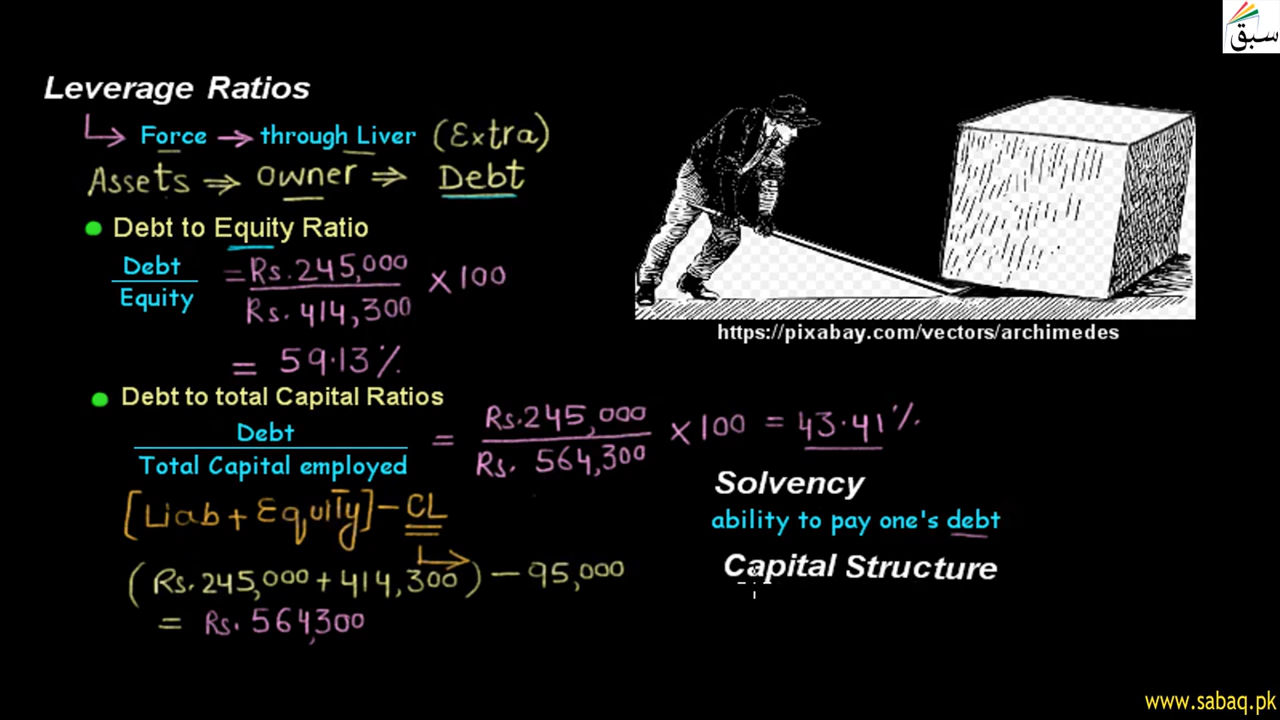 سبق
Leverage Ratios
Force → through Liver (Extra)
Assets ⇒ owner ⇒ Debt
Debt to Equity Ratio
Debt / Equity = Rs.245,000 / Rs.414,300 × 100
= 59.13%
Debt to total Capital Ratios
Debt / Total Capital employed = Rs.245,000 / Rs. 564,300 × 100 = 43.41%
[Liab + Equity] - CL
(Rs.245,000 + 414,300) - 95,000
= Rs. 564,300
https://pixabay.com/vectors/archimedes
Solvency
ability to pay one's debt
Capital Structure
www.sabaq.pk